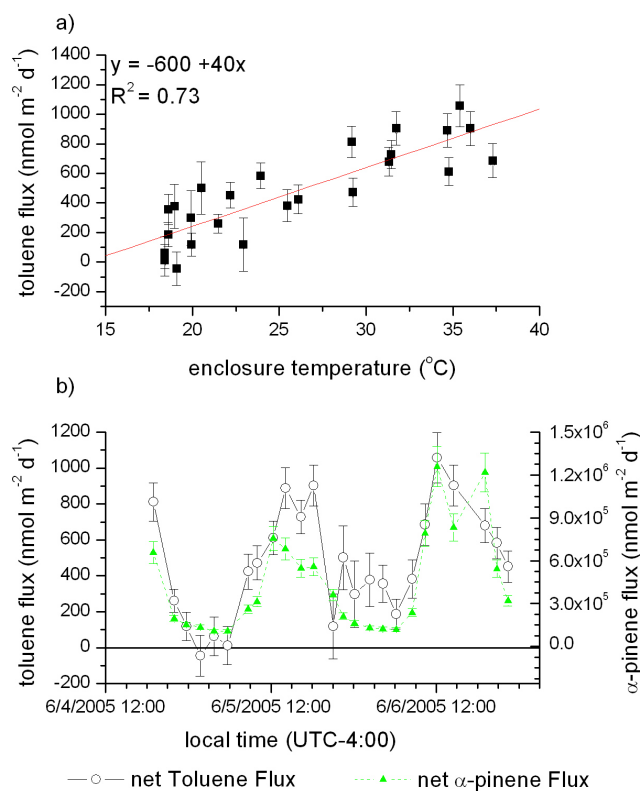 a)
y = -600 +40x
R² = 0.73
toluene flux (nmol m⁻² d⁻¹)
1400
1200
1000
800
600
400
200
0
-200
15 20 25 30 35 40
enclosure temperature (°C)
b)
toluene flux (nmol m⁻² d⁻¹)
1200
1000
800
600
400
200
0
-200
1.5x10⁶
1.2x10⁶
9.0x10⁵
6.0x10⁵
3.0x10⁵
0.0
α-pinene flux (nmol m⁻² d⁻¹)
6/4/2005 12:00 6/5/2005 12:00 6/6/2005 12:00
local time (UTC-4:00)
net Toluene Flux net α-pinene Flux